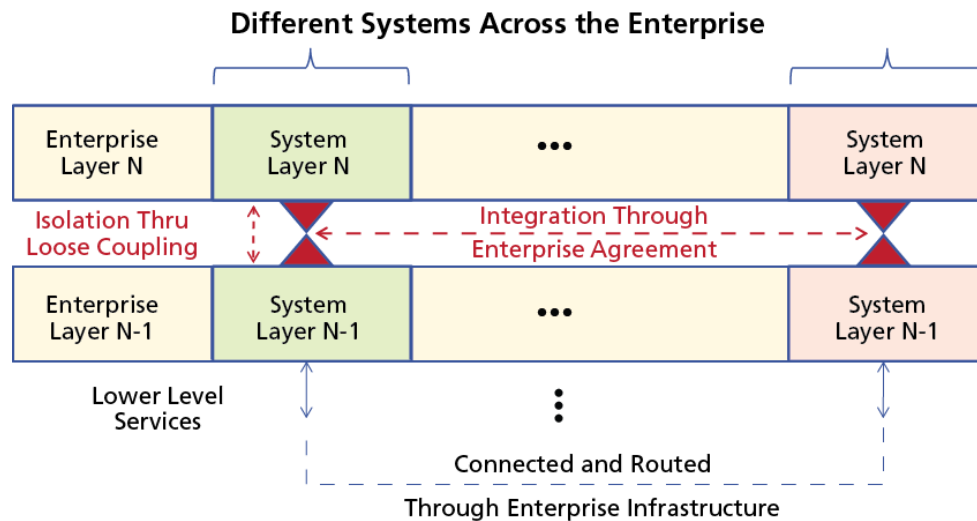 Different Systems Across the Enterprise
Enterprise
Layer N
System
Layer N
•••
System
Layer N
Isolation Thru
Loose Coupling
Integration Through
Enterprise Agreement
Enterprise
Layer N-1
System
Layer N-1
•••
System
Layer N-1
Lower Level
Services
Connected and Routed
Through Enterprise Infrastructure